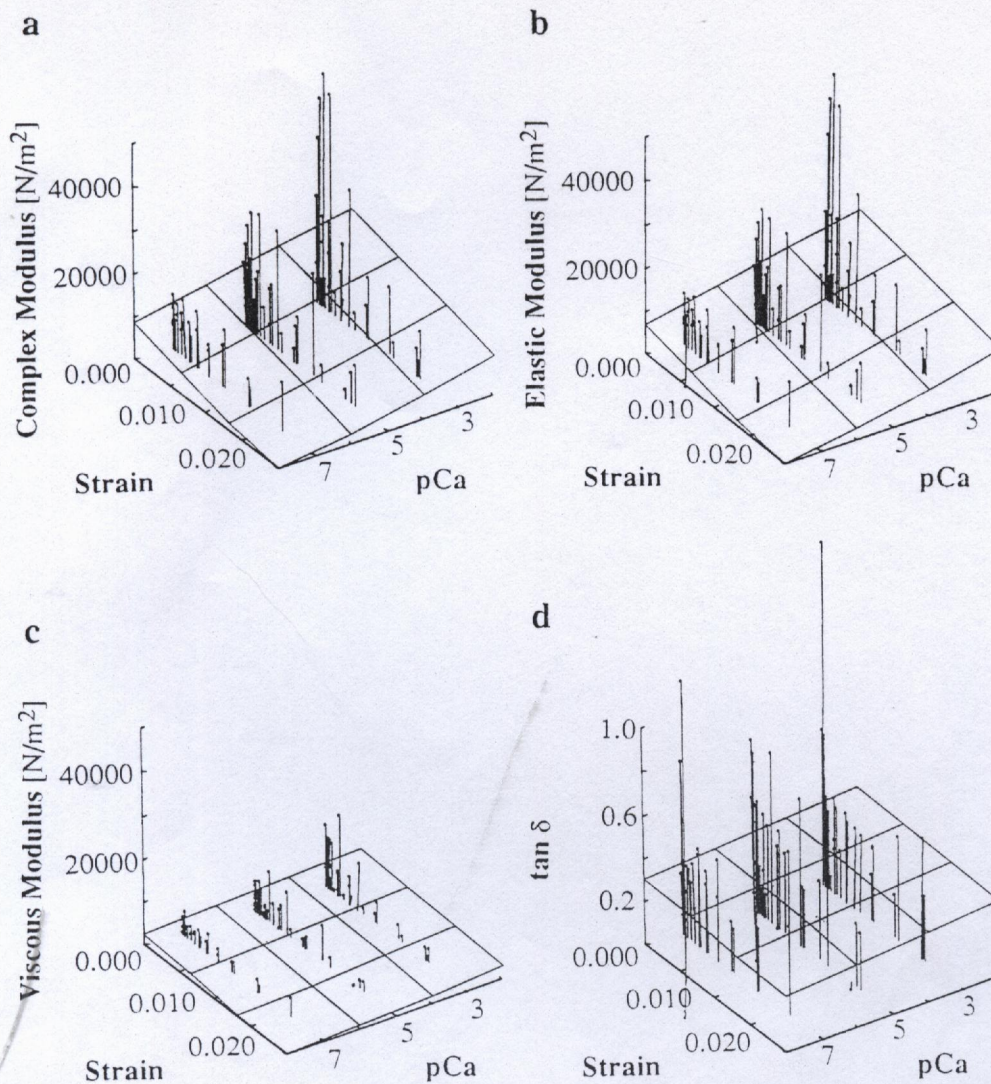 a
Complex Modulus [N/m²]
40000
20000
0.000
0.010
0.020
Strain
7
5
3
pCa
b
Elastic Modulus [N/m²]
40000
20000
0.000
0.010
0.020
Strain
7
5
3
pCa
c
Viscous Modulus [N/m²]
40000
20000
0.000
0.010
0.020
Strain
7
5
3
pCa
d
tan δ
1.0
0.6
0.2
0.000
0.010
0.020
Strain
7
5
3
pCa